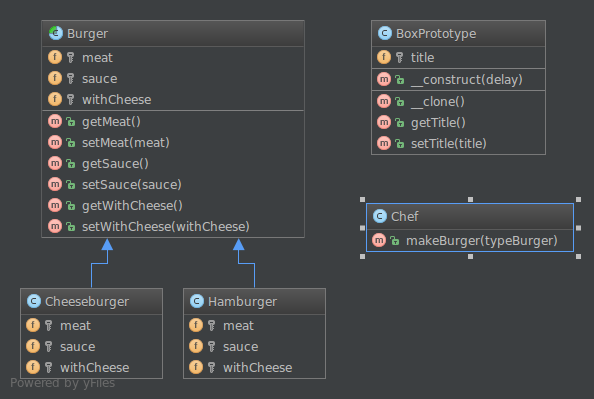 Burger
meat
sauce
withCheese
getMeat()
setMeat(meat)
getSauce()
setSauce(sauce)
getWithCheese()
setWithCheese(withCheese)
BoxPrototype
title
__construct(delay)
__clone()
getTitle()
setTitle(title)
Chef
makeBurger(typeBurger)
Cheeseburger
meat
sauce
withCheese
Hamburger
meat
sauce
withCheese
Powered by yFiles